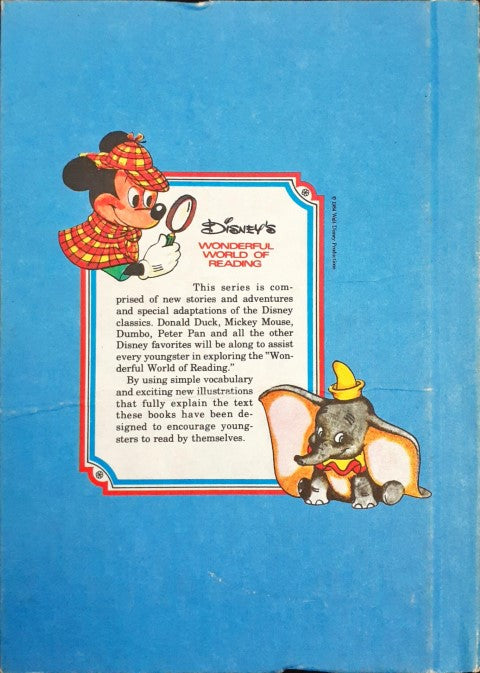 DISNEY'S
WONDERFUL
WORLD OF
READING
This series is com-
prised of new stories and adventures
and special adaptations of the Disney
classics. Donald Duck, Mickey Mouse,
Dumbo, Peter Pan and all the other
Disney favorites will be along to assist
every youngster in exploring the "Won-
derful World of Reading."
By using simple vocabulary
and exciting new illustrations
that fully explain the text
these books have been de-
signed to encourage young-
sters to read by themselves.
Walt Disney Productions